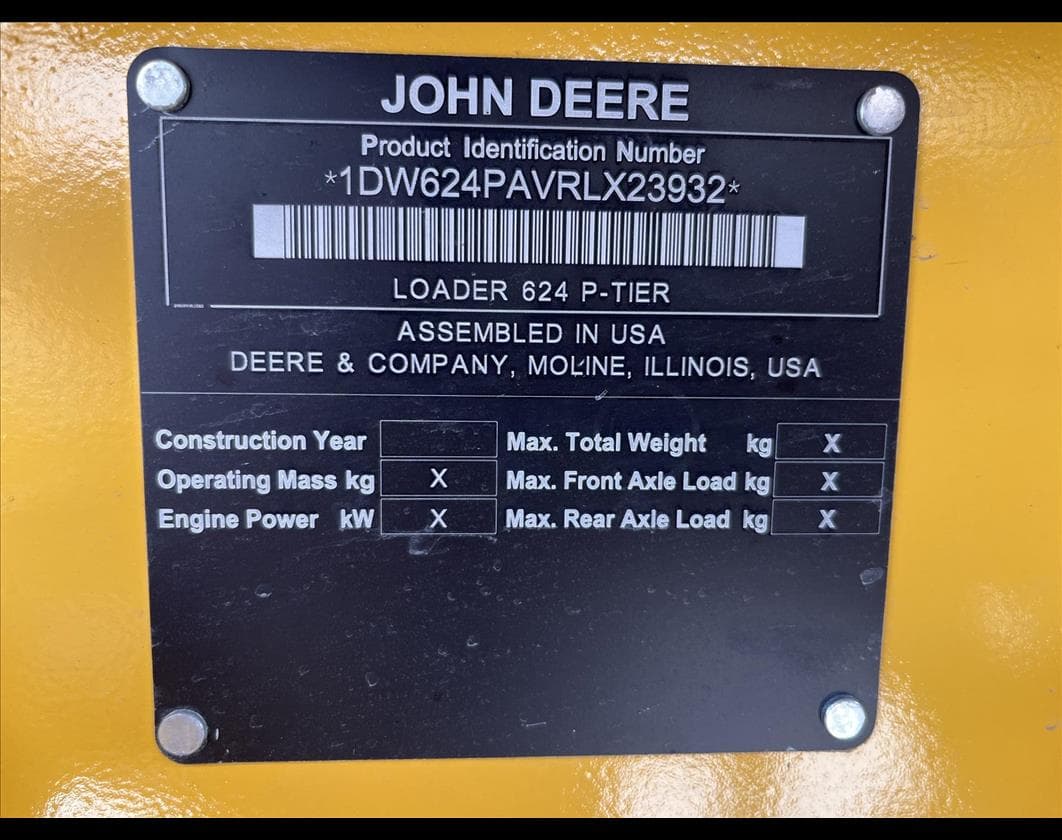 JOHN DEERE
Product Identification Number
*1DW624PAVRLX23932*
LOADER 624 P-TIER
ASSEMBLED IN USA
DEERE & COMPANY, MOLINE, ILLINOIS, USA
Construction Year Max. Total Weight kg X
Operating Mass kg X Max. Front Axle Load kg X
Engine Power kW X Max. Rear Axle Load kg X